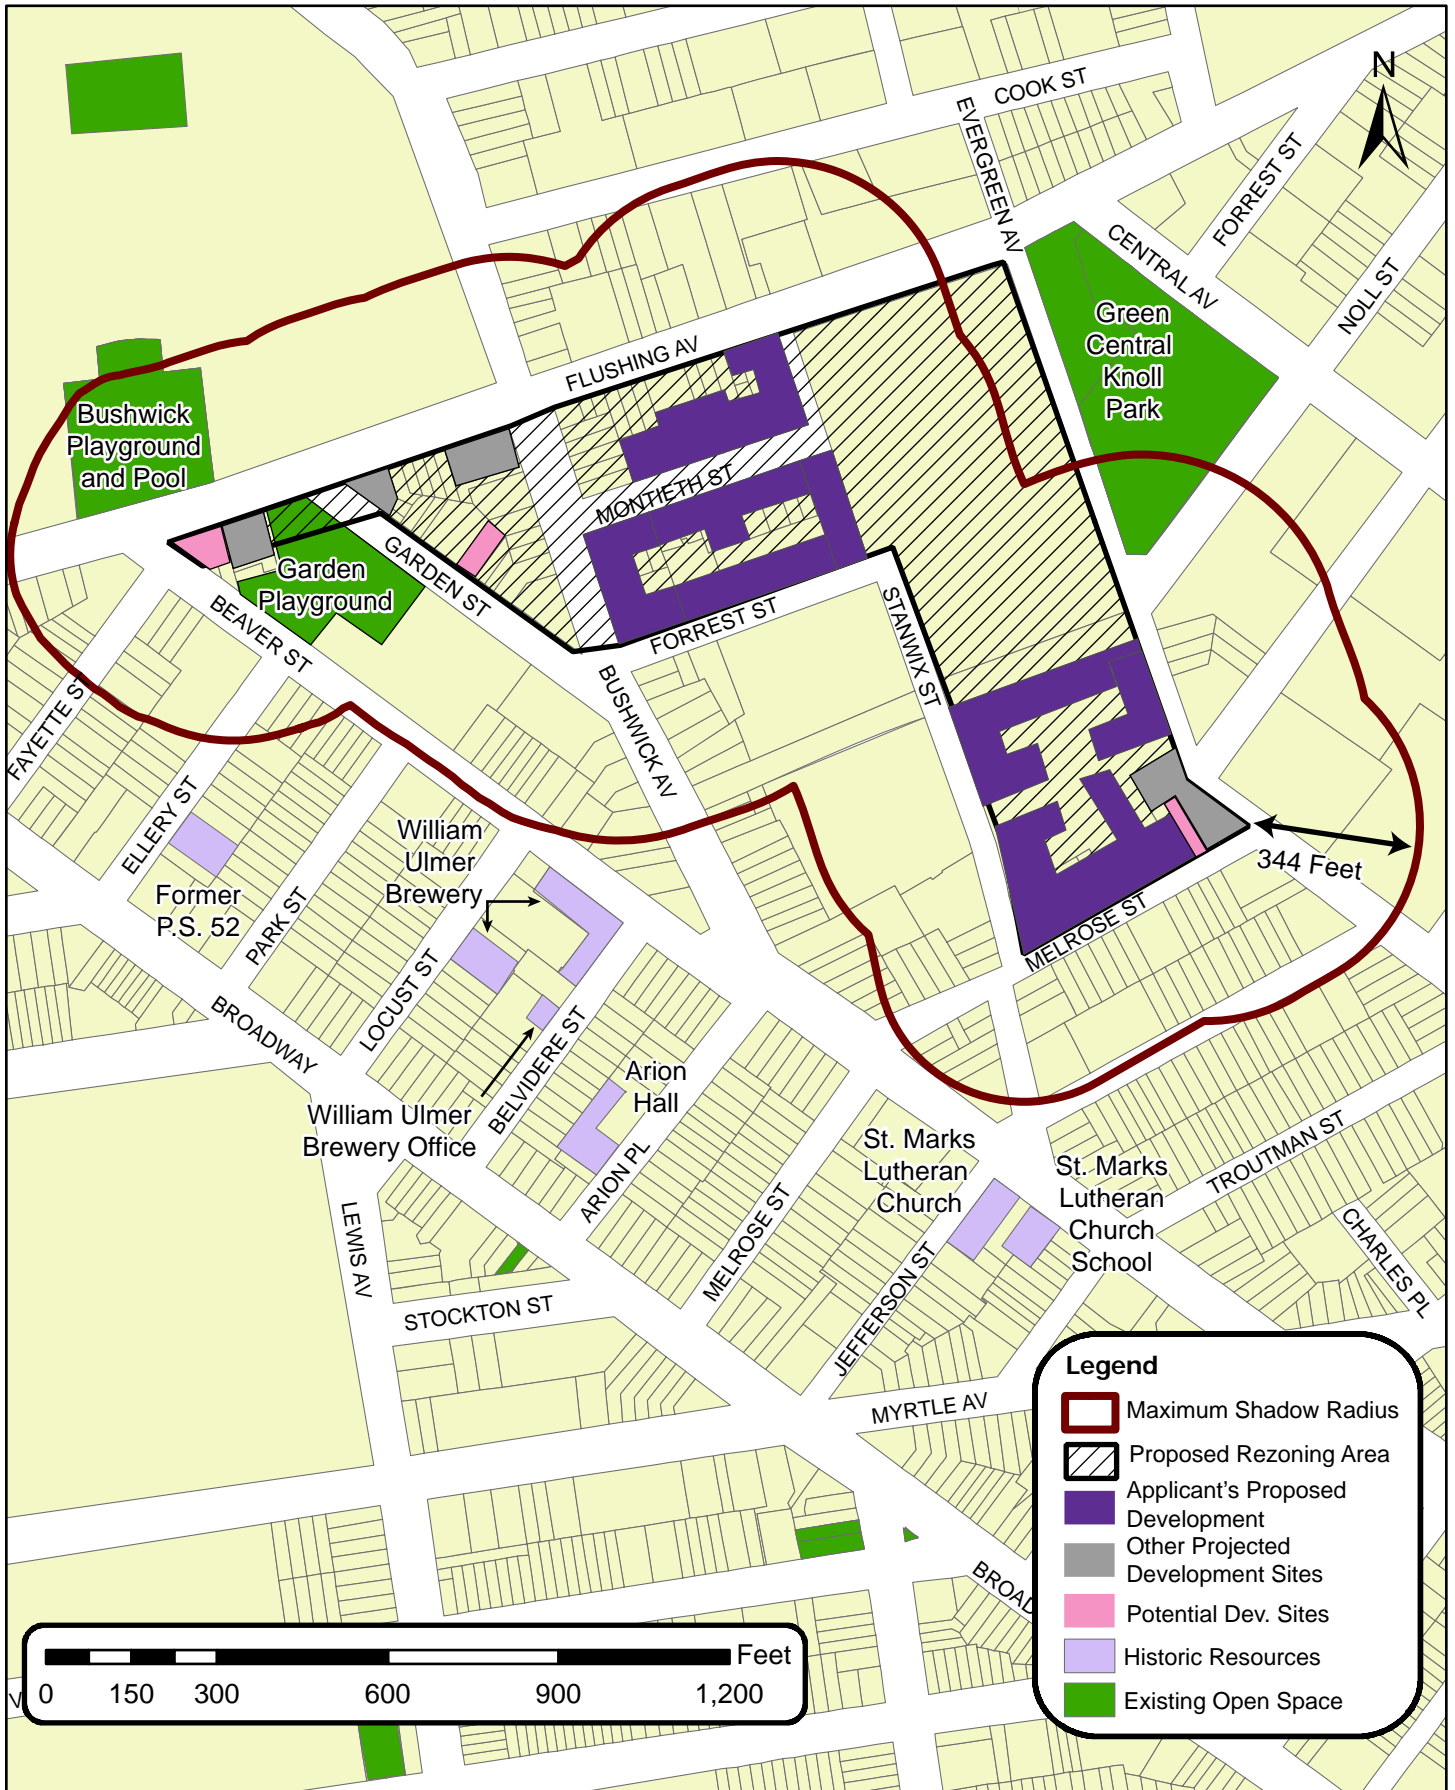 COOK ST
N
EVERGREEN AV
FORREST ST
CENTRAL AV
NOLL ST
Green
Central
Knoll
Park
FLUSHING AV
Bushwick
Playground
and Pool
MONTIETH ST
GARDEN ST
Garden
Playground
BEAVER ST
FORREST ST
STANWIX ST
BUSHWICK AV
FAYETTE ST
ELLERY ST
William
Ulmer
Brewery
344 Feet
Former
P.S. 52
PARK ST
MELROSE ST
LOCUST ST
BROADWAY
BELVIDERE ST
Arion
Hall
William Ulmer
Brewery Office
ARION PL
St. Marks
Lutheran
Church
St. Marks
Lutheran
Church
School
TROUTMAN ST
LEWIS AV
MELROSE ST
JEFFERSON ST
CHARLES PL
STOCKTON ST
MYRTLE AV
Legend
Maximum Shadow Radius
Proposed Rezoning Area
Applicant's Proposed
Development
Other Projected
Development Sites
Potential Dev. Sites
Historic Resources
Existing Open Space
BROAD
Feet
0 150 300 600 900 1,200
V